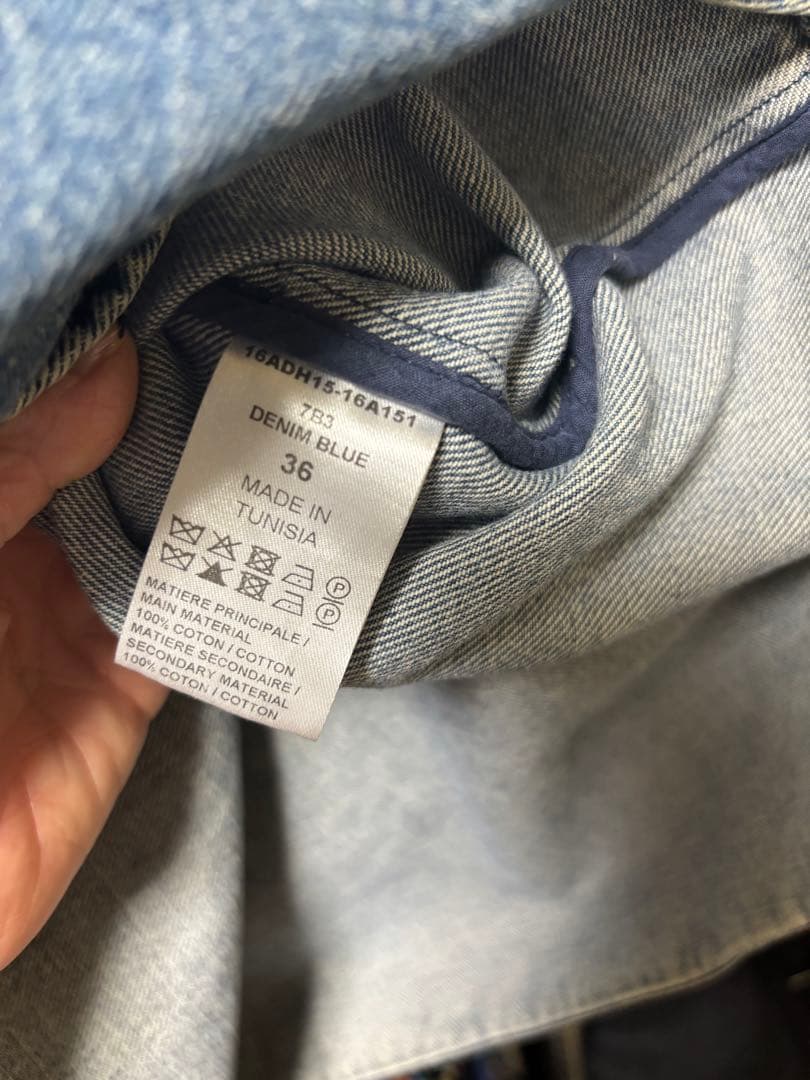 16ADH15-16A151
7B3
DENIM BLUE
36
MADE IN
TUNISIA
P
P
MATIERE PRINCIPALE /
MAIN MATERIAL
100% COTON / COTTON
MATIERE SECONDAIRE /
SECONDARY MATERIAL
100% COTON / COTTON